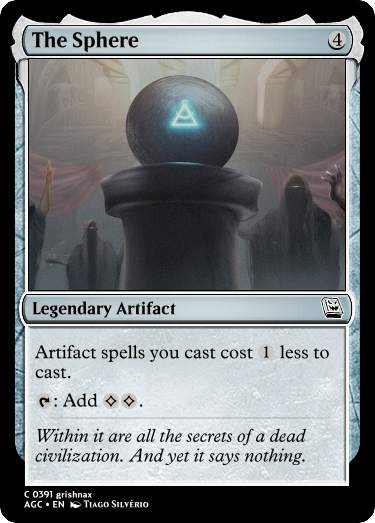 The Sphere 4
Legendary Artifact
Artifact spells you cast cost 1 less to
cast.
: Add .
Within it are all the secrets of a dead
civilization. And yet it says nothing.
C 0391 grishnax
AGC • EN TIAGO SILVÉRIO